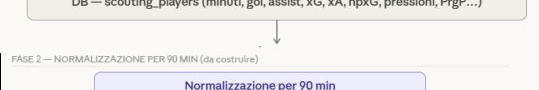 DB — scouting_players (minuti, gol, assist, xG, xA, npxG, pressioni, PrgP...)
FASE 2 — NORMALIZZAZIONE PER 90 MIN (da costruire)
Normalizzazione per 90 min